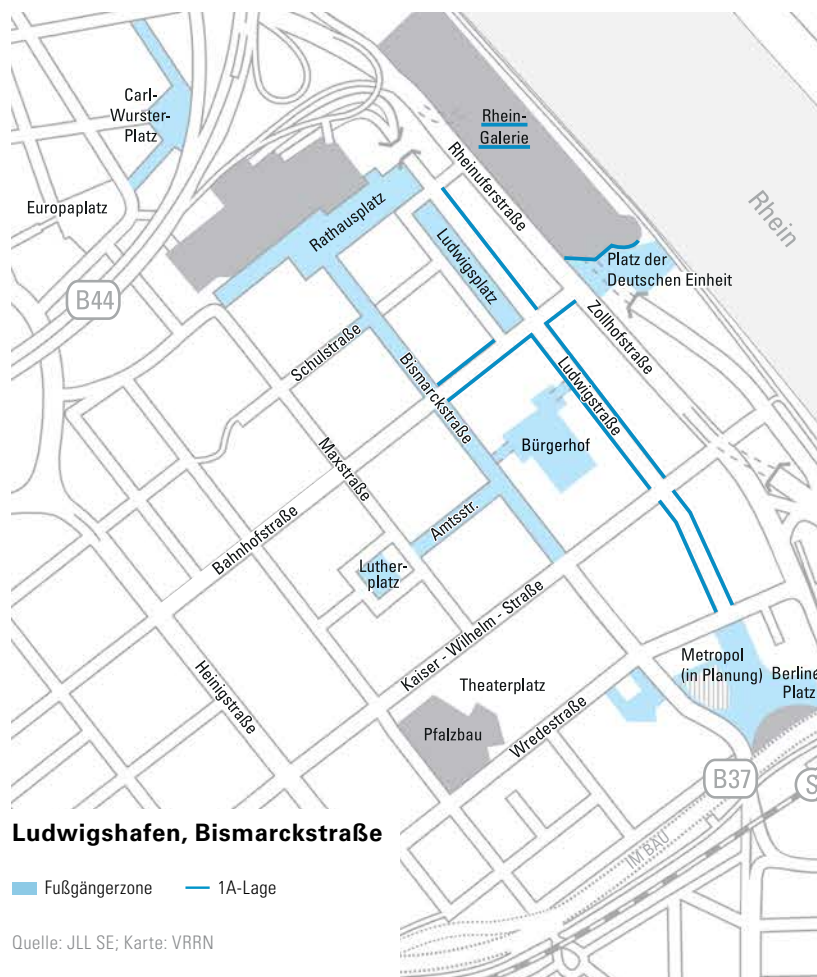 Carl-
Wurster-
Platz
Rhein-
Galerie
Rheinuferstraße
Rhein
Europaplatz
Rathausplatz
Ludwigsplatz
Platz der
Deutschen Einheit
B44
Zollhofstraße
Schulstraße
Bismarckstraße
Ludwigstraße
Bürgerhof
Maxstraße
Amtsstr.
Bahnhofstraße
Luther-
platz
Kaiser - Wilhelm - Straße
Heinigstraße
Theaterplatz
Metropol
(in Planung)
Berliner
Platz
Pfalzbau
Wredestraße
B37
S
IM BAU
Ludwigshafen, Bismarckstraße
Fußgängerzone
1A-Lage
Quelle: JLL SE; Karte: VRRN